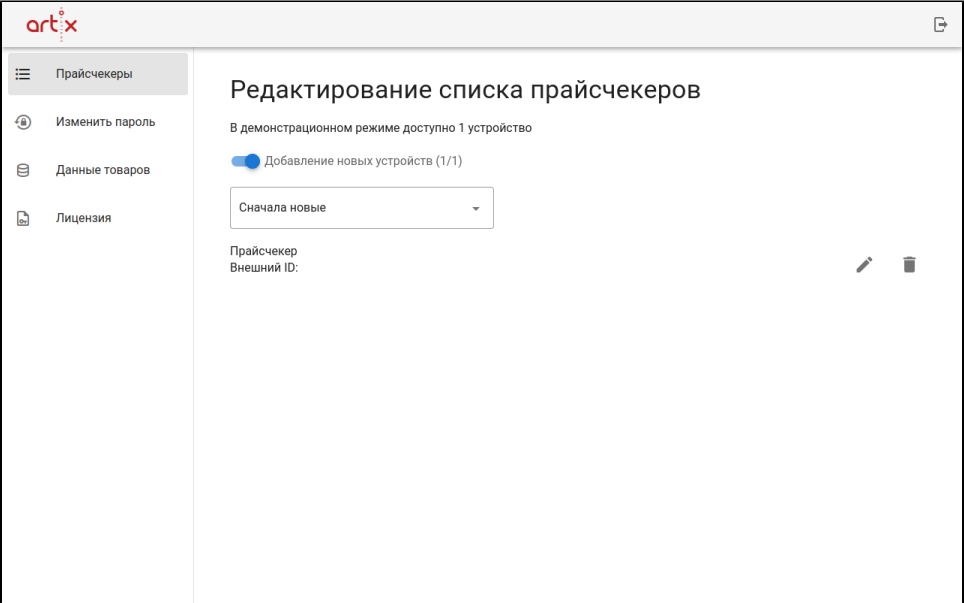 artix
Прайсчекеры
Изменить пароль
Данные товаров
Лицензия
Редактирование списка прайсчекеров
В демонстрационном режиме доступно 1 устройство
Добавление новых устройств (1/1)
Сначала новые
Прайсчекер
Внешний ID: